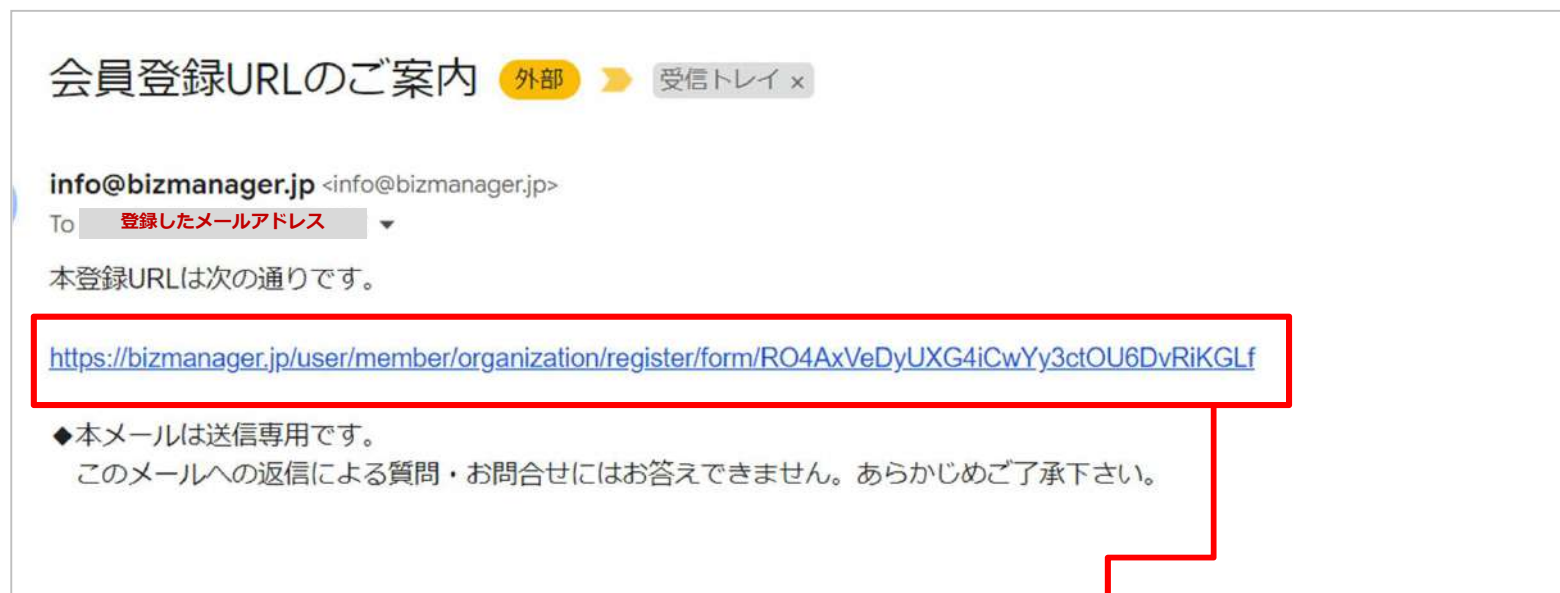 会員登録URLのご案内 外部 受信トレイ ×
info@bizmanager.jp <info@bizmanager.jp>
To 登録したメールアドレス
本登録URLは次の通りです。
https://bizmanager.jp/user/member/organization/register/form/RO4AxVeDyUXG4iCwYy3ctOU6DvRiKGLf
◆本メールは送信専用です。
このメールへの返信による質問・お問合せにはお答えできません。あらかじめご了承下さい。